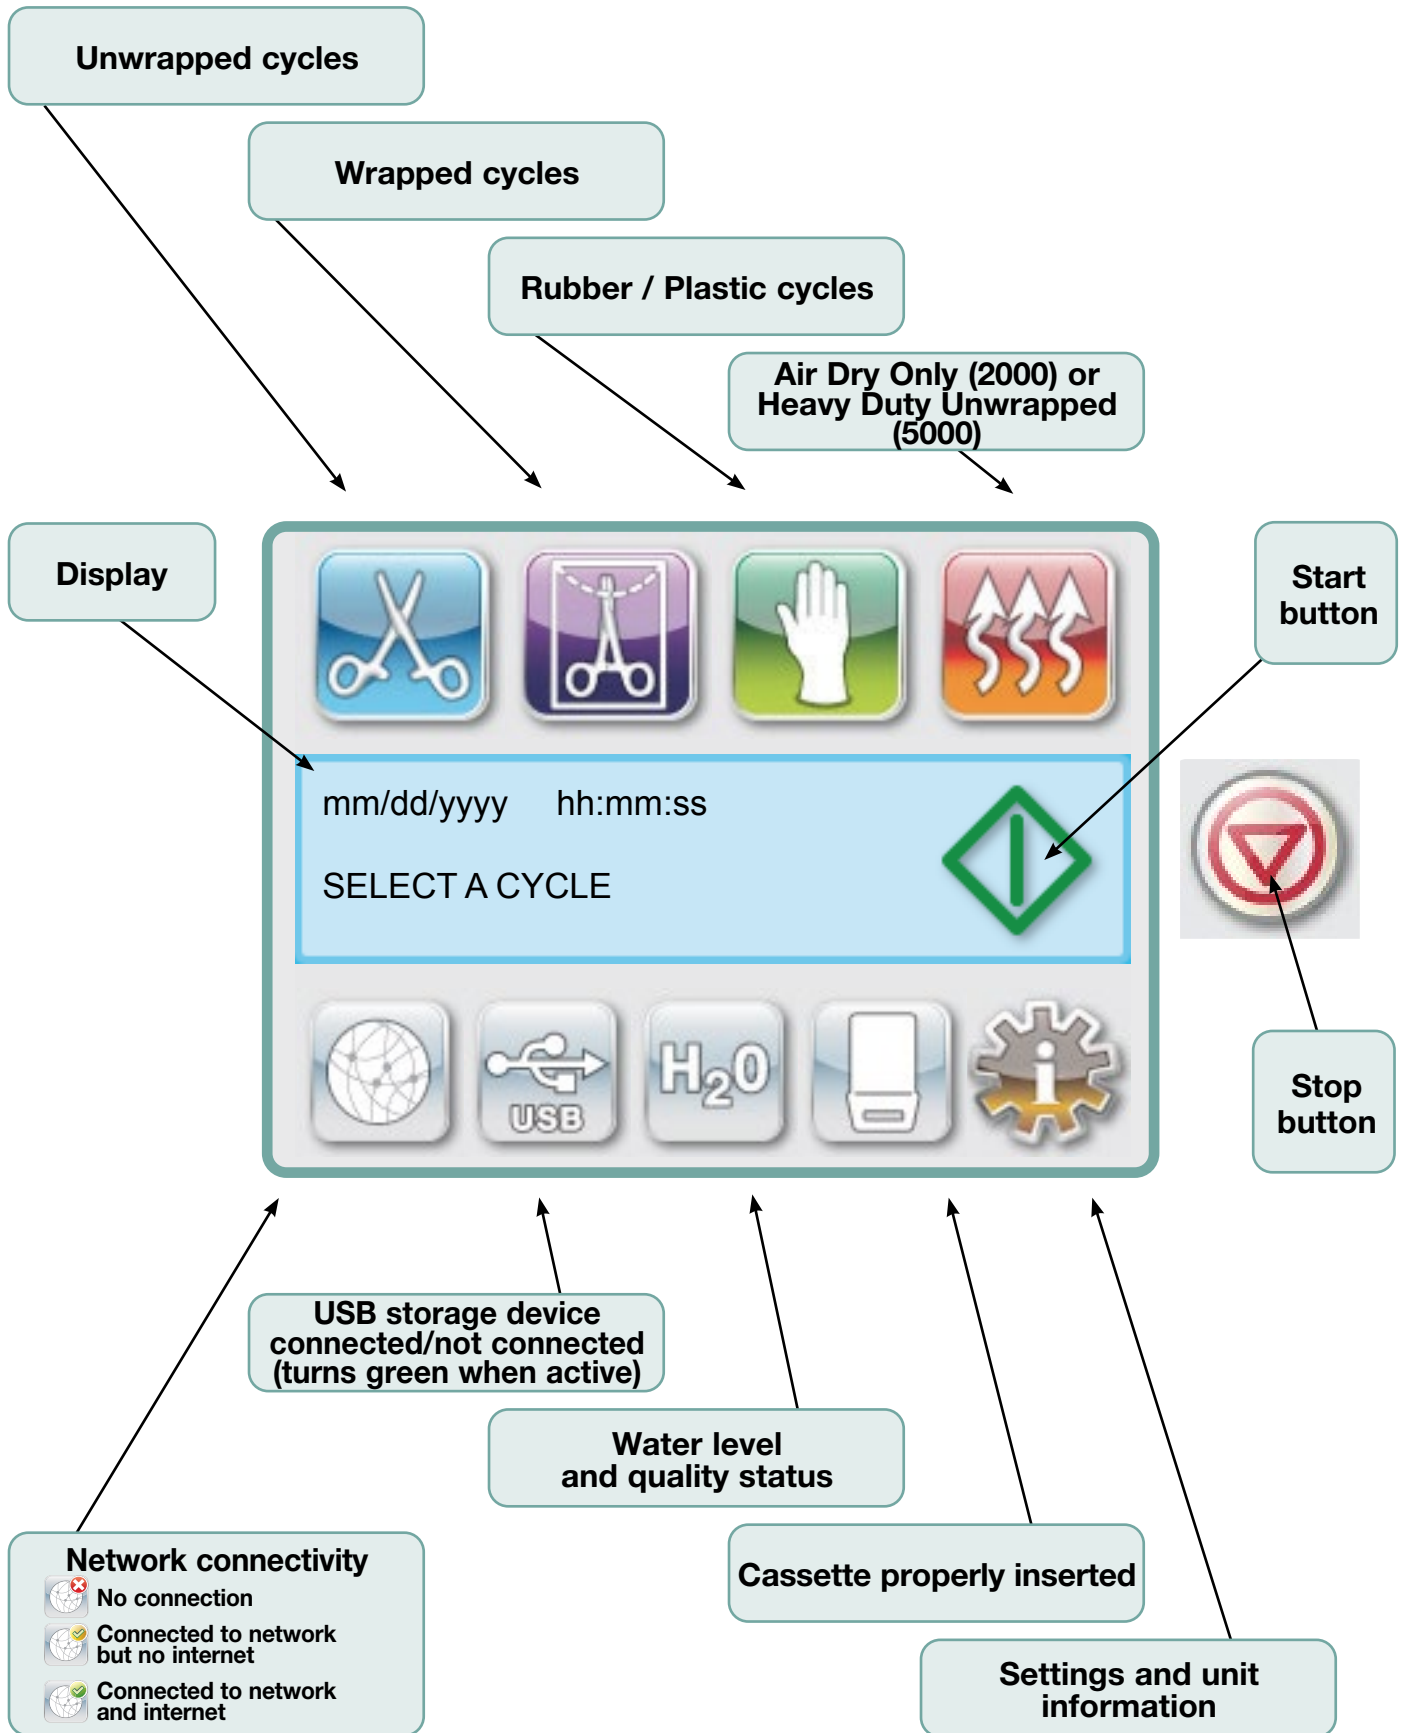 Unwrapped cycles
Wrapped cycles
Rubber / Plastic cycles
Air Dry Only (2000) or
Heavy Duty Unwrapped
(5000)
Display
Start
button
mm/dd/yyyy hh:mm:ss
SELECT A CYCLE
USB
H₂O
i
Stop
button
USB storage device
connected/not connected
(turns green when active)
Water level
and quality status
Network connectivity
No connection
Connected to network
but no internet
Connected to network
and internet
Cassette properly inserted
Settings and unit
information